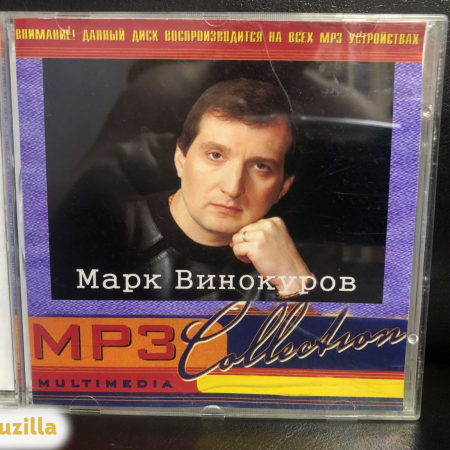 ВНИМАНИЕ! ДАННЫЙ ДИСК ВОСПРОИЗВОДИТСЯ НА ВСЕХ MP3 УСТРОЙСТВАХ
Марк Винокуров
MP3 Collection
MULTIMEDIA
uzilla